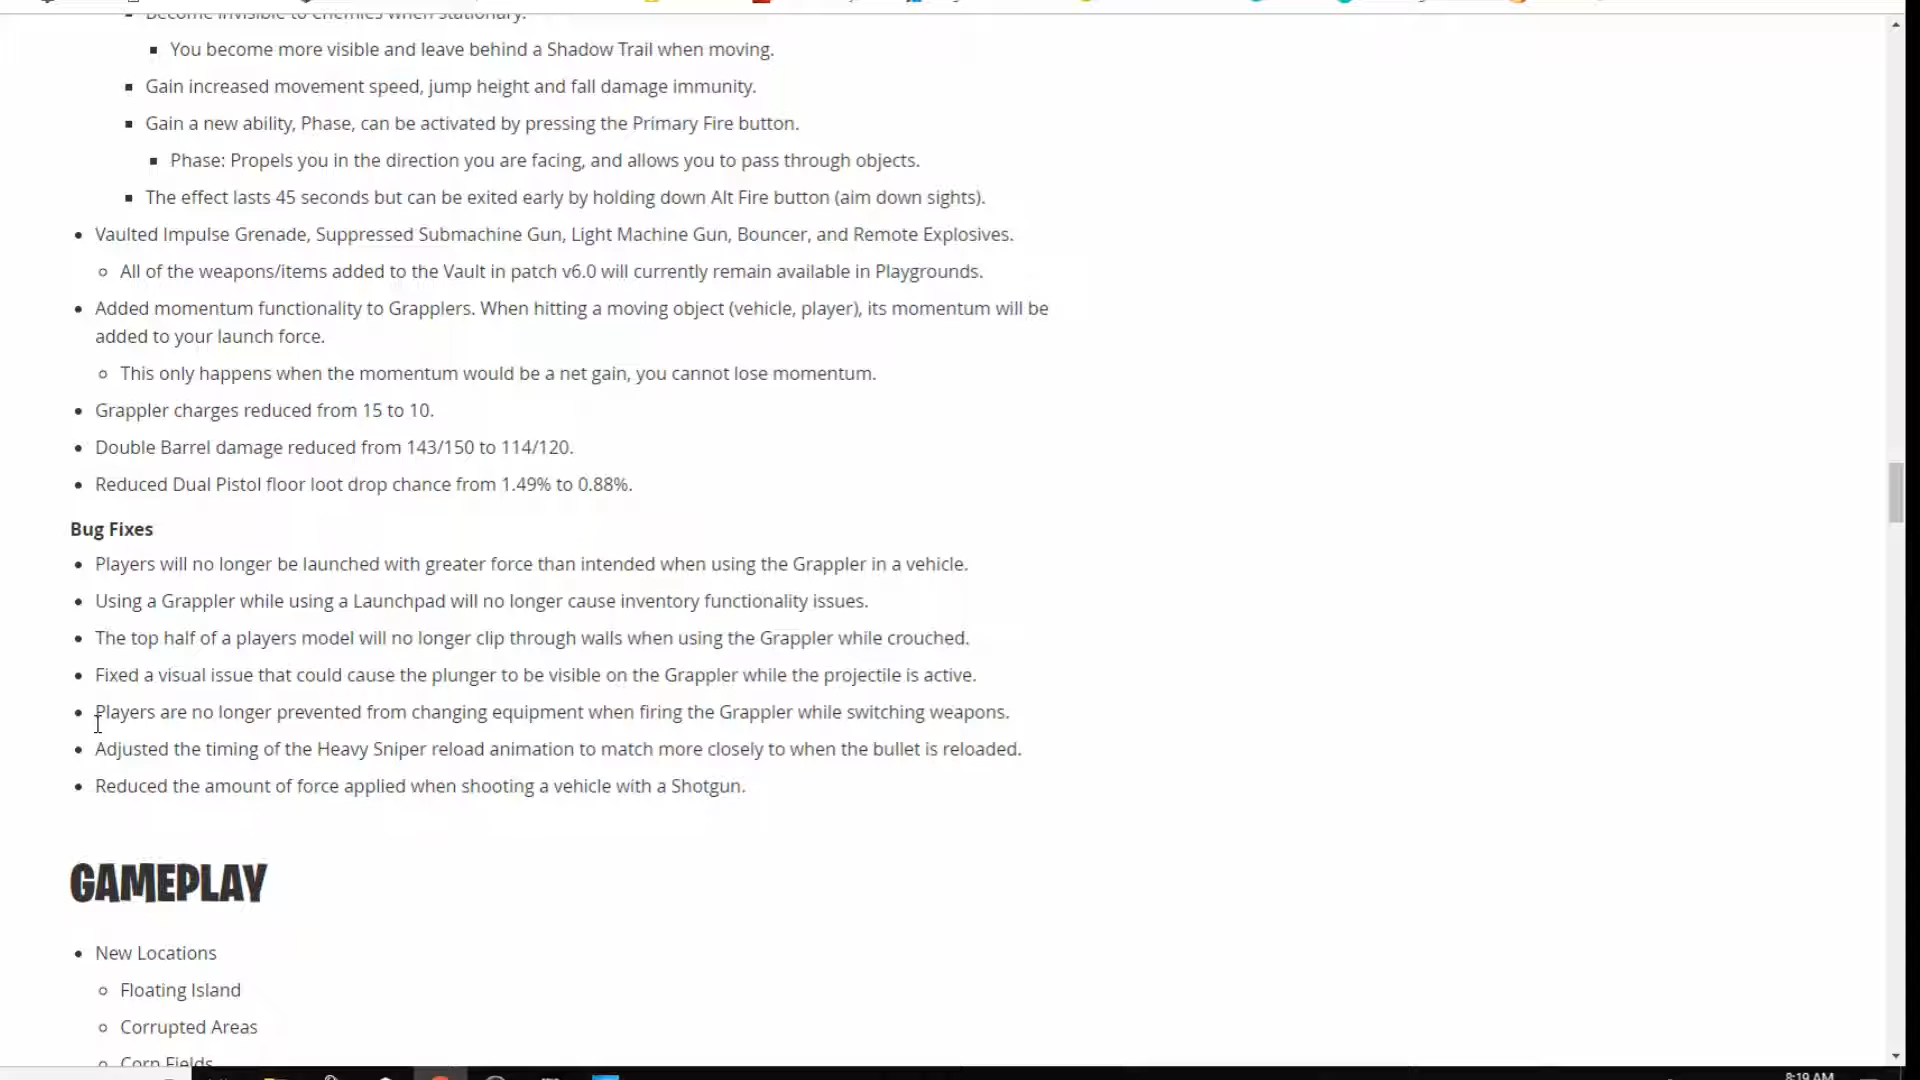 Become invisible to enemies when stationary.
You become more visible and leave behind a Shadow Trail when moving.
Gain increased movement speed, jump height and fall damage immunity.
Gain a new ability, Phase, can be activated by pressing the Primary Fire button.
Phase: Propels you in the direction you are facing, and allows you to pass through objects.
The effect lasts 45 seconds but can be exited early by holding down Alt Fire button (aim down sights).
Vaulted Impulse Grenade, Suppressed Submachine Gun, Light Machine Gun, Bouncer, and Remote Explosives.
All of the weapons/items added to the Vault in patch v6.0 will currently remain available in Playgrounds.
Added momentum functionality to Grapplers. When hitting a moving object (vehicle, player), its momentum will be
added to your launch force.
This only happens when the momentum would be a net gain, you cannot lose momentum.
Grappler charges reduced from 15 to 10.
Double Barrel damage reduced from 143/150 to 114/120.
Reduced Dual Pistol floor loot drop chance from 1.49% to 0.88%.
Bug Fixes
Players will no longer be launched with greater force than intended when using the Grappler in a vehicle.
Using a Grappler while using a Launchpad will no longer cause inventory functionality issues.
The top half of a players model will no longer clip through walls when using the Grappler while crouched.
Fixed a visual issue that could cause the plunger to be visible on the Grappler while the projectile is active.
Players are no longer prevented from changing equipment when firing the Grappler while switching weapons.
Adjusted the timing of the Heavy Sniper reload animation to match more closely to when the bullet is reloaded.
Reduced the amount of force applied when shooting a vehicle with a Shotgun.
GAMEPLAY
New Locations
Floating Island
Corrupted Areas
Corn Fields
8:19 AM